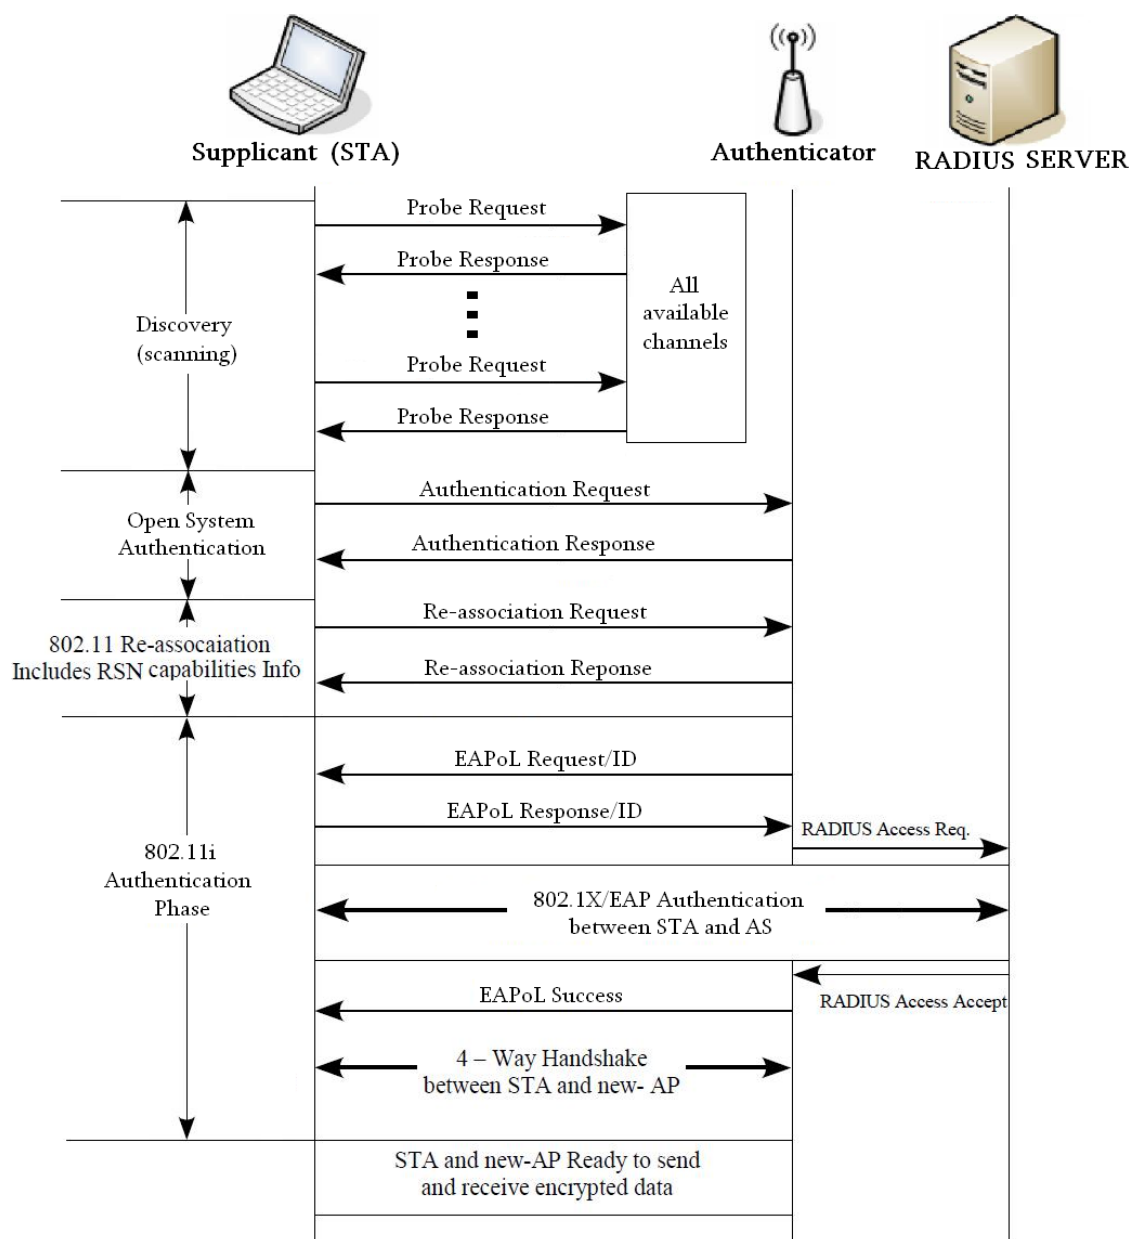 Supplicant (STA)
Authenticator
RADIUS SERVER
Probe Request
Probe Response
All
available
channels
Discovery
(scanning)
Probe Request
Probe Response
Authentication Request
Open System
Authentication
Authentication Response
Re-association Request
802.11 Re-assocaiation
Includes RSN capabilities Info
Re-association Reponse
EAPoL Request/ID
EAPoL Response/ID
RADIUS Access Req.
802.11i
Authentication
Phase
802.1X/EAP Authentication
between STA and AS
EAPoL Success
RADIUS Access Accept
4 – Way Handshake
between STA and new- AP
STA and new-AP Ready to send
and receive encrypted data